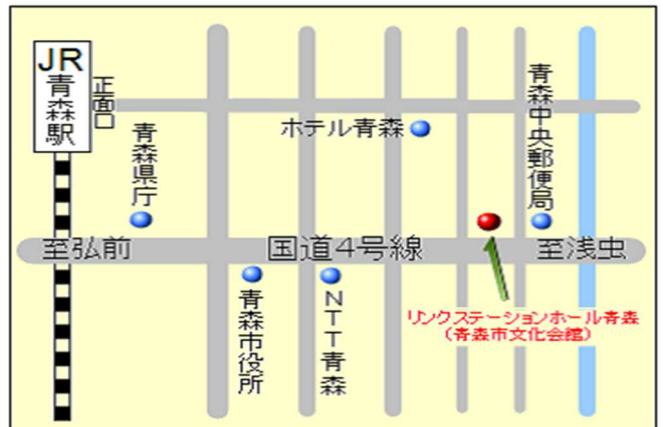 JR
青森駅
正面口
青森県庁
ホテル青森
青森中央郵便局
至弘前
国道4号線
至浅虫
青森市役所
NTT青森
リンクステーションホール青森
(青森市文化会館)